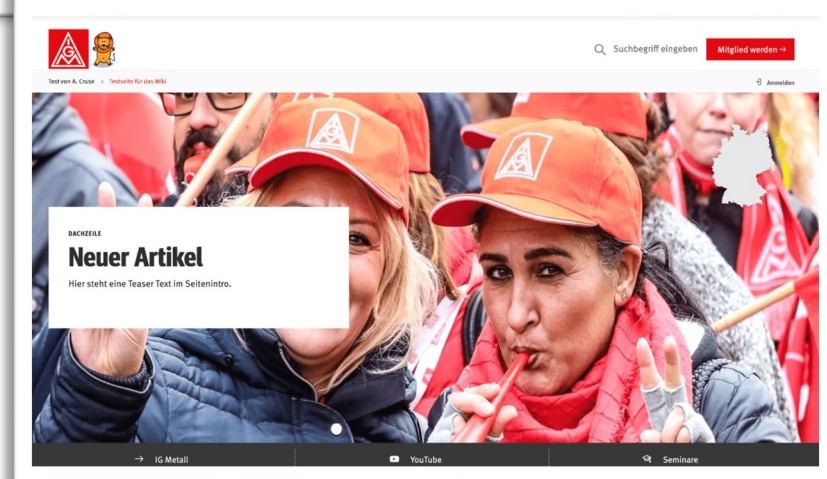 IGM
Suchbegriff eingeben
Mitglied werden →
Test von A. Cruse › Testseite für das Wiki
Anmelden
DACHZEILE
Neuer Artikel
Hier steht eine Teaser Text im Seitenintro.
→ IG Metall
YouTube
Seminare